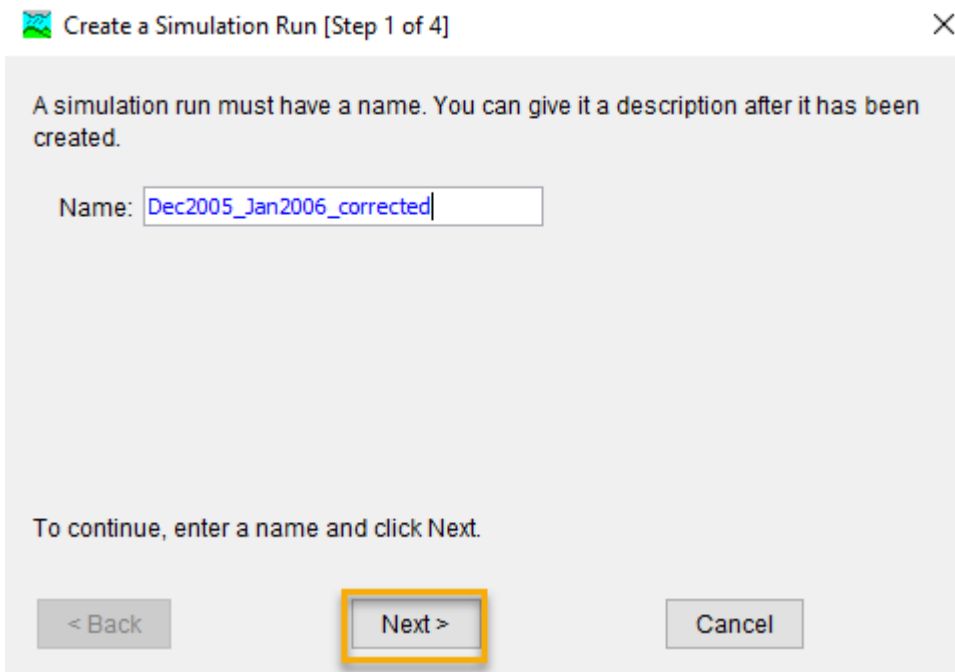 Create a Simulation Run [Step 1 of 4]
A simulation run must have a name. You can give it a description after it has been
created.
Name: Dec2005_Jan2006_corrected
To continue, enter a name and click Next.
< Back Next > Cancel